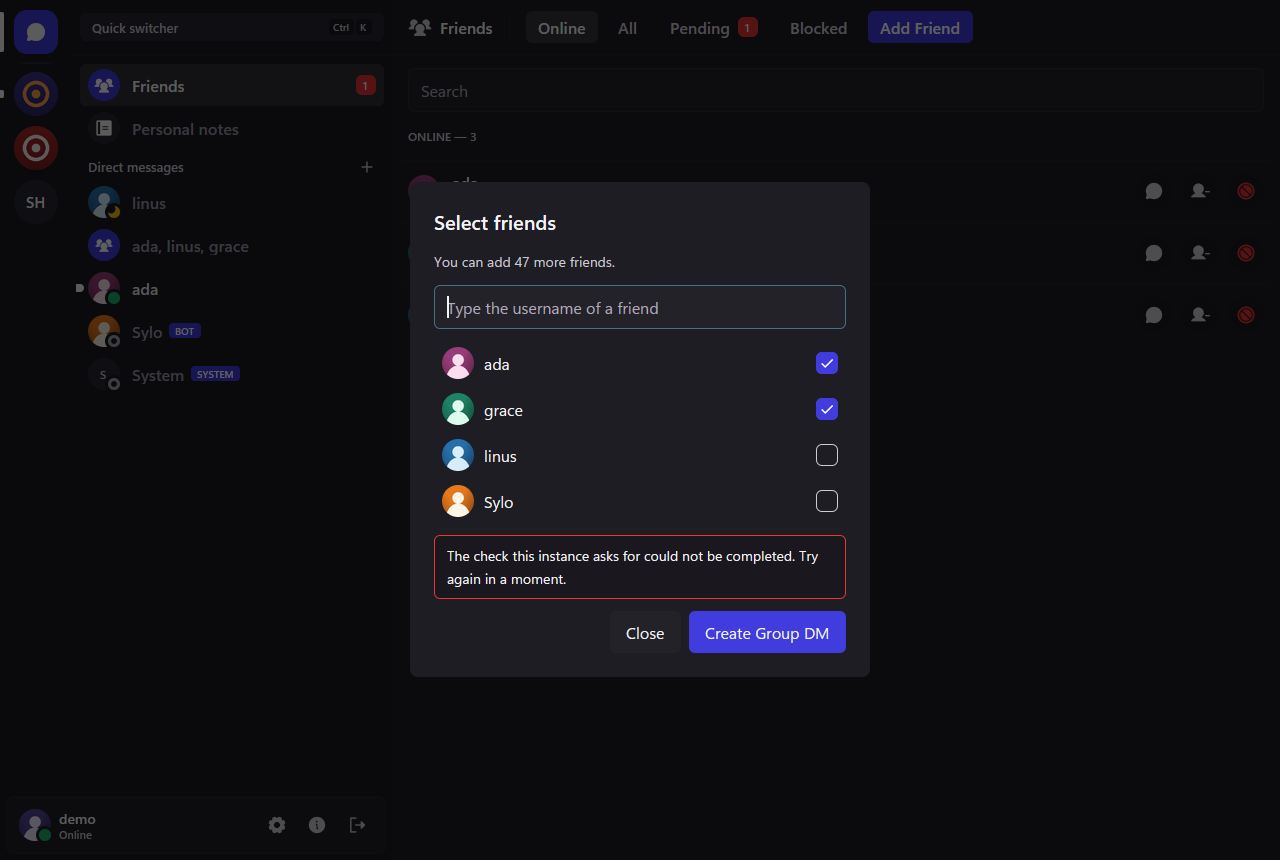 Quick switcher
Ctrl K
Friends
Online
All
Pending 1
Blocked
Add Friend
Friends
1
Personal notes
Direct messages
linus
ada, linus, grace
ada
Sylo BOT
S
System SYSTEM
SH
Search
ONLINE — 3
ada
Select friends
You can add 47 more friends.
Type the username of a friend
ada
grace
linus
Sylo
The check this instance asks for could not be completed. Try
again in a moment.
Close
Create Group DM
demo
Online